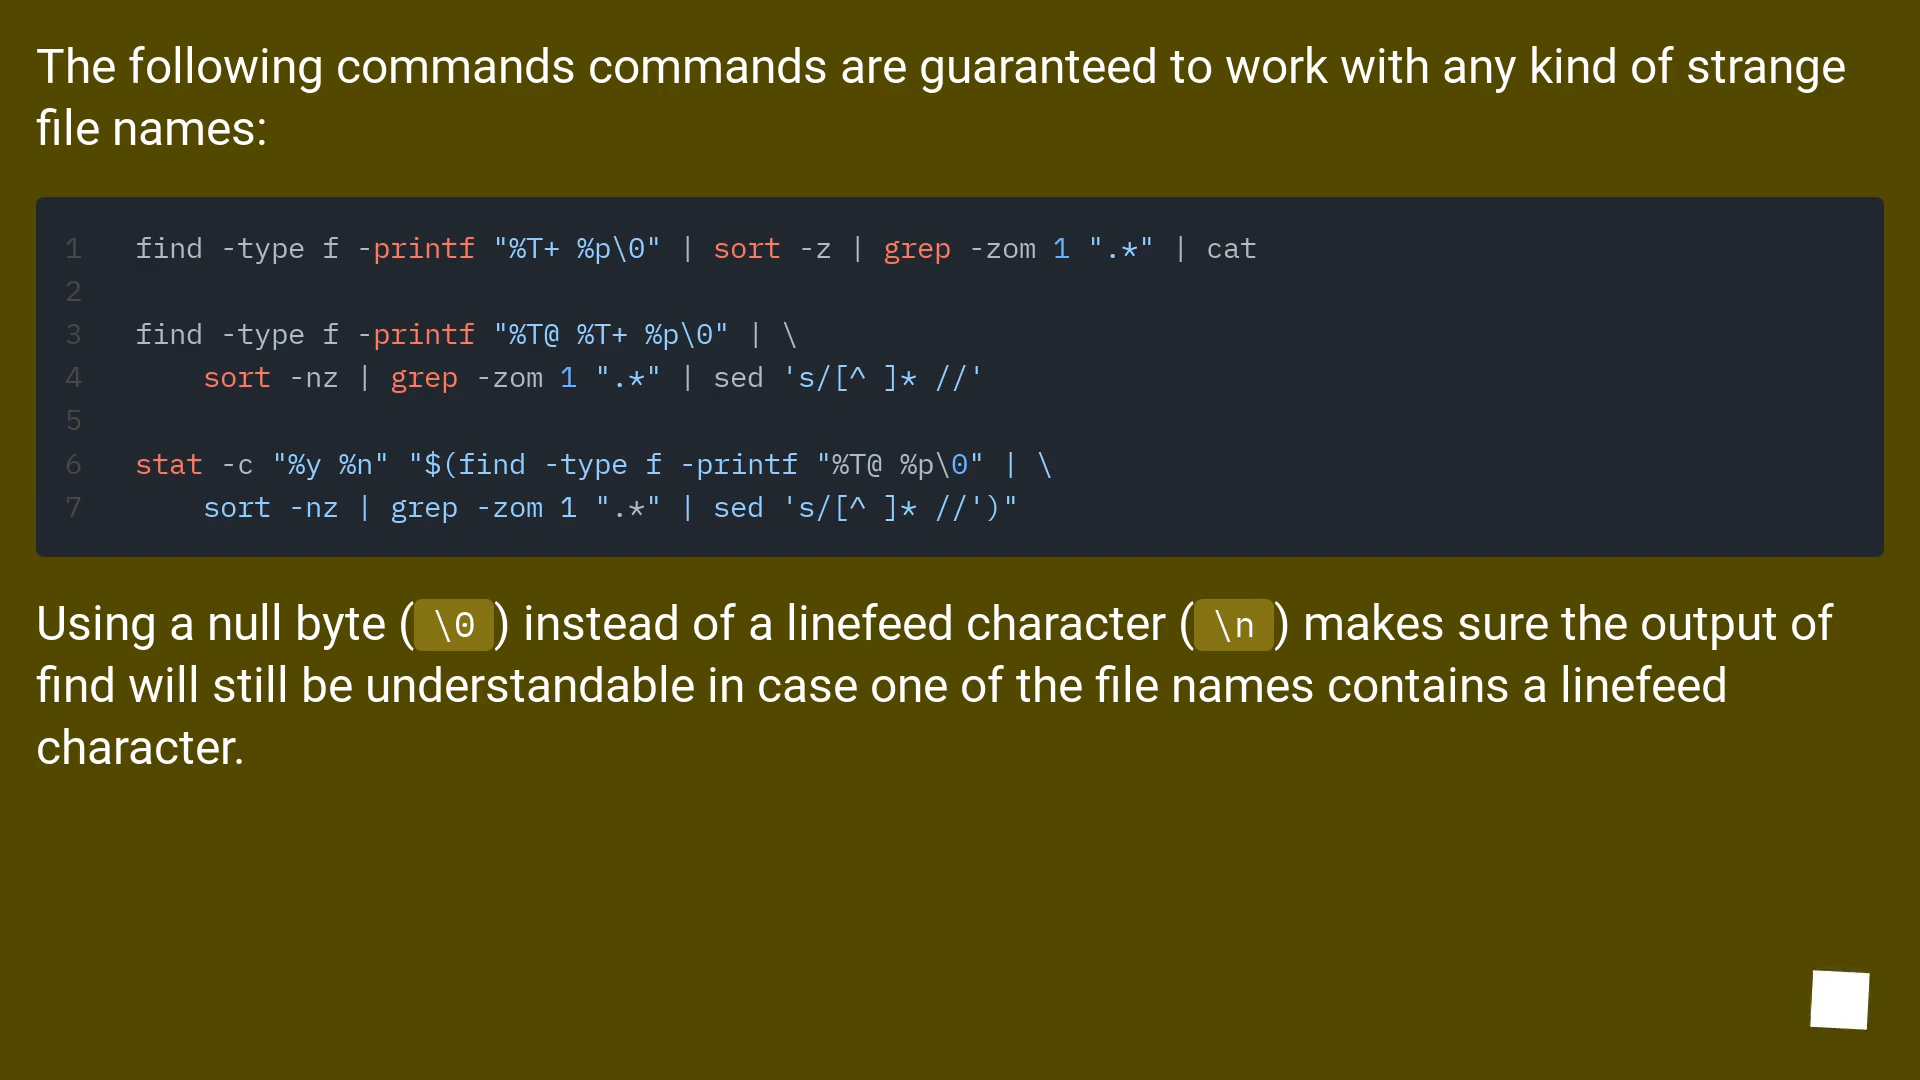 The following commands commands are guaranteed to work with any kind of strange
file names:
1 find -type f -printf "%T+ %p\0" | sort -z | grep -zom 1 ".*" | cat
2
3 find -type f -printf "%T@ %T+ %p\0" | \
4     sort -nz | grep -zom 1 ".*" | sed 's/[^ ]* //'
5
6 stat -c "%y %n" "$(find -type f -printf "%T@ %p\0" | \
7     sort -nz | grep -zom 1 ".*" | sed 's/[^ ]* //')"
Using a null byte ( \0 ) instead of a linefeed character ( \n ) makes sure the output of
find will still be understandable in case one of the file names contains a linefeed
character.